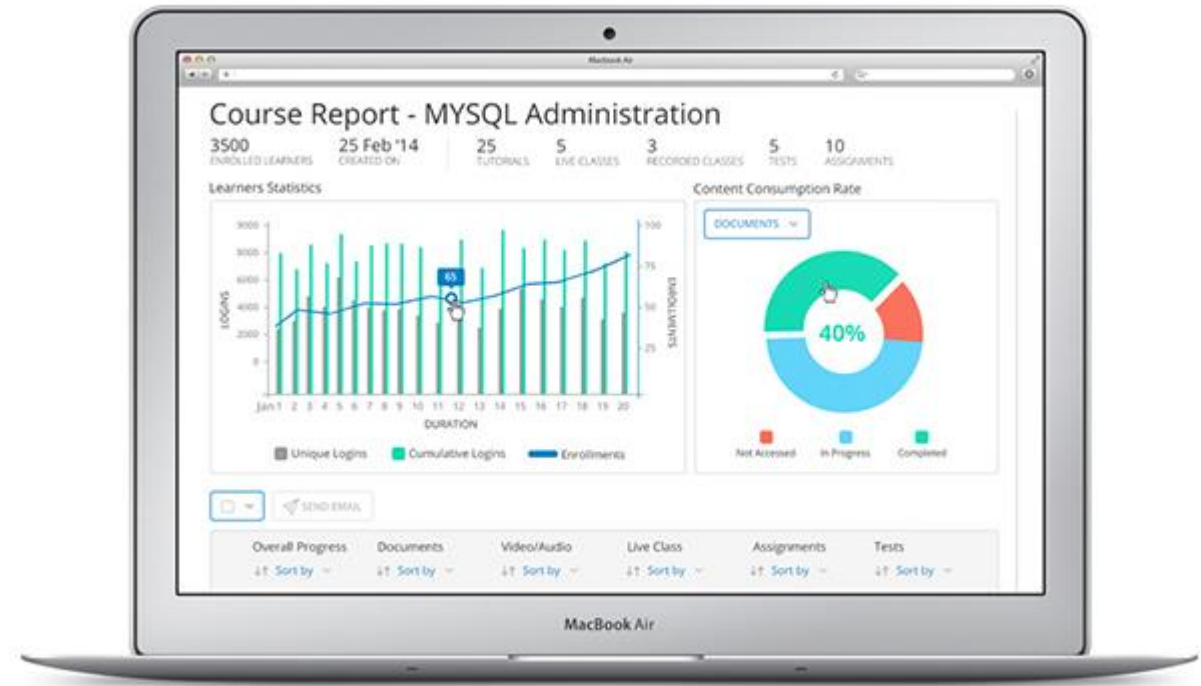 Macbook Air
Course Report - MYSQL Administration
3500 25 Feb '14 25 5 3 5 10
ENROLLED LEARNERS CREATED ON TUTORIALS LIVE CLASSES RECORDED CLASSES TESTS ASSIGNMENTS
Learners Statistics Content Consumption Rate
DOCUMENTS
9000 100
8000
6000 75
65
4000 50
2000 25
0
LOGINS
ENROLLMENTS
40%
Jan 1 2 3 4 5 6 7 8 9 10 11 12 13 14 15 16 17 18 19 20
DURATION
Unique Logins Cumulative Logins Enrollments
Not Accessed In Progress Completed
SEND EMAIL
Overall Progress Documents Video/Audio Live Class Assignments Tests
Sort by Sort by Sort by Sort by Sort by Sort by
MacBook Air